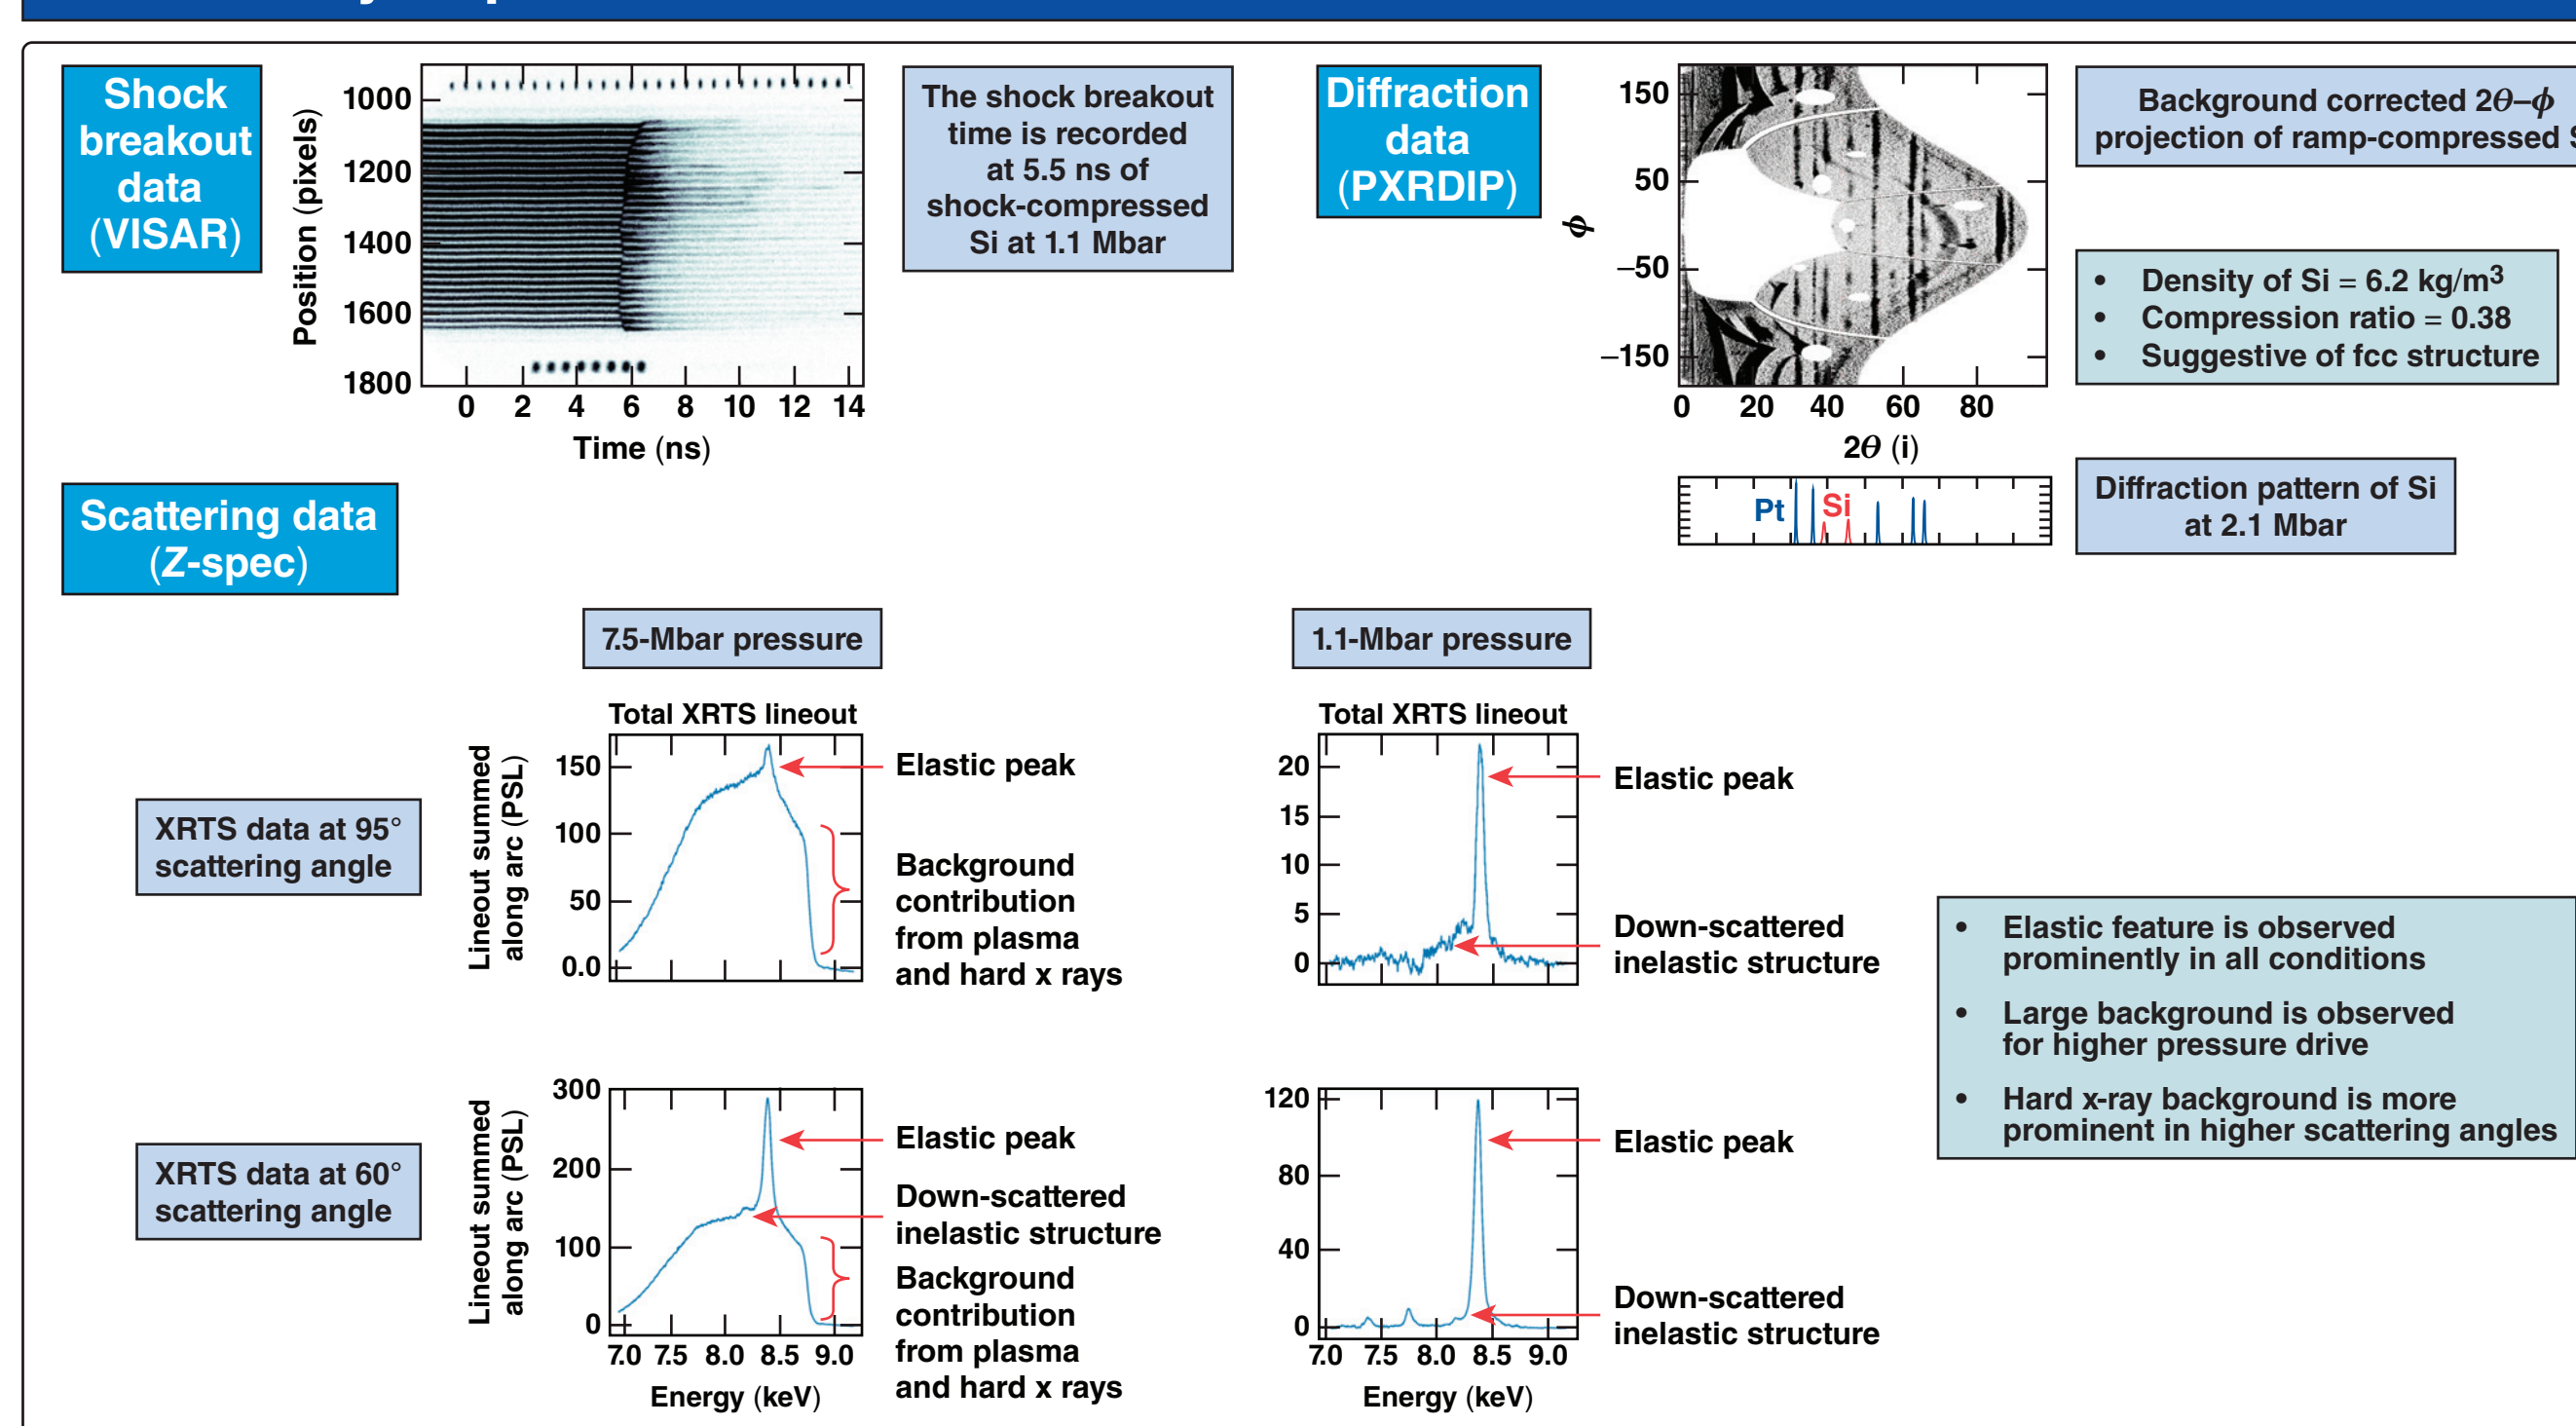 Shock
breakout
data
(VISAR)
Position (pixels)
1000
1200
1400
1600
1800
0 2 4 6 8 10 12 14
Time (ns)
The shock breakout
time is recorded
at 5.5 ns of
shock-compressed
Si at 1.1 Mbar
Diffraction
data
(PXRDIP)
ϕ
150
50
–50
–150
0 20 40 60 80
2θ (i)
Pt Si
Background corrected 2θ–ϕ
projection of ramp-compressed
• Density of Si = 6.2 kg/m³
• Compression ratio = 0.38
• Suggestive of fcc structure
Diffraction pattern of Si
at 2.1 Mbar
Scattering data
(Z-spec)
7.5-Mbar pressure
1.1-Mbar pressure
XRTS data at 95°
scattering angle
Total XRTS lineout
Lineout summed
along arc (PSL)
150
100
50
0.0
Elastic peak
Background
contribution
from plasma
and hard x rays
Total XRTS lineout
20
15
10
5
0
Elastic peak
Down-scattered
inelastic structure
XRTS data at 60°
scattering angle
Lineout summed
along arc (PSL)
300
200
100
0
7.0 7.5 8.0 8.5 9.0
Energy (keV)
Elastic peak
Down-scattered
inelastic structure
Background
contribution
from plasma
and hard x rays
120
80
40
0
7.0 7.5 8.0 8.5 9.0
Energy (keV)
Elastic peak
Down-scattered
inelastic structure
• Elastic feature is observed
prominently in all conditions
• Large background is observed
for higher pressure drive
• Hard x-ray background is more
prominent in higher scattering angles